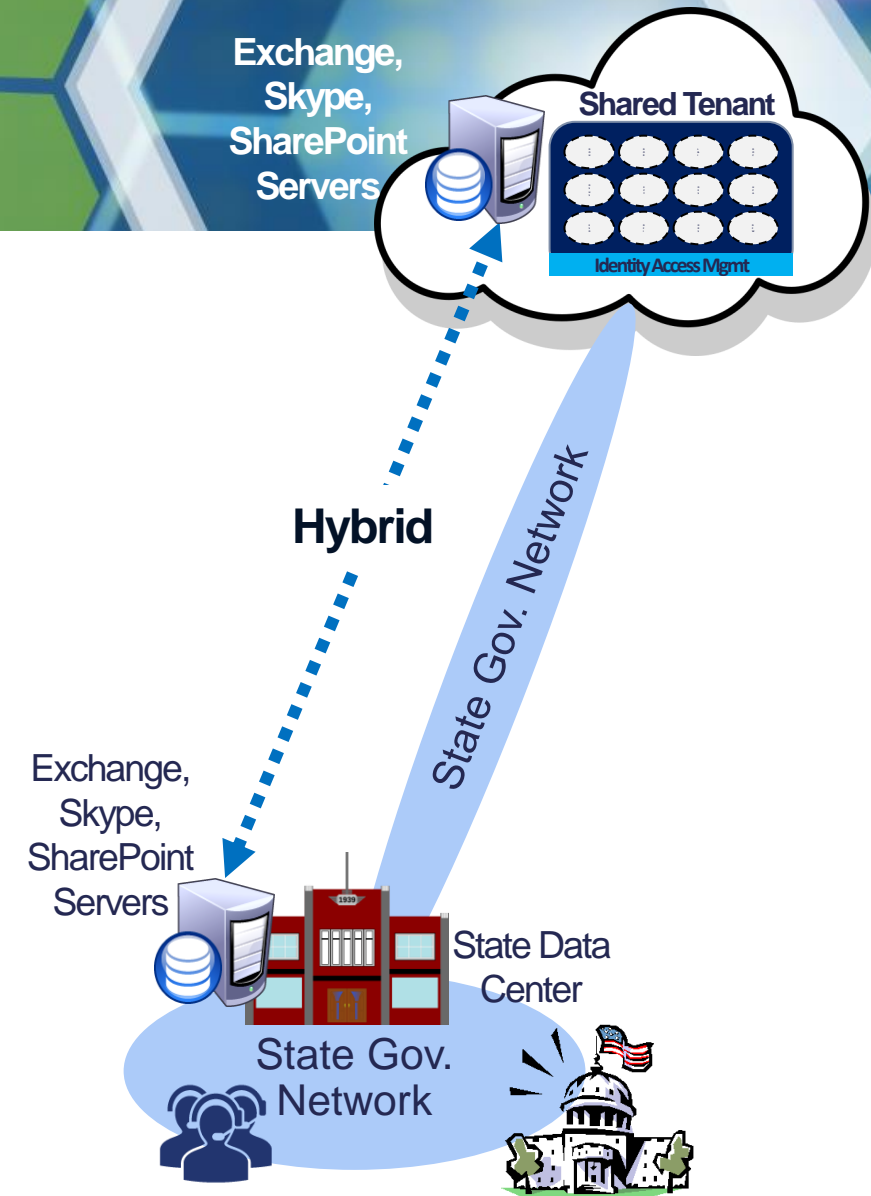 Exchange,
Skype,
SharePoint
Servers
Shared Tenant
Identity Access Mgmt
Hybrid
State Gov. Network
Exchange,
Skype,
SharePoint
Servers
1939
State Data
Center
State Gov.
Network